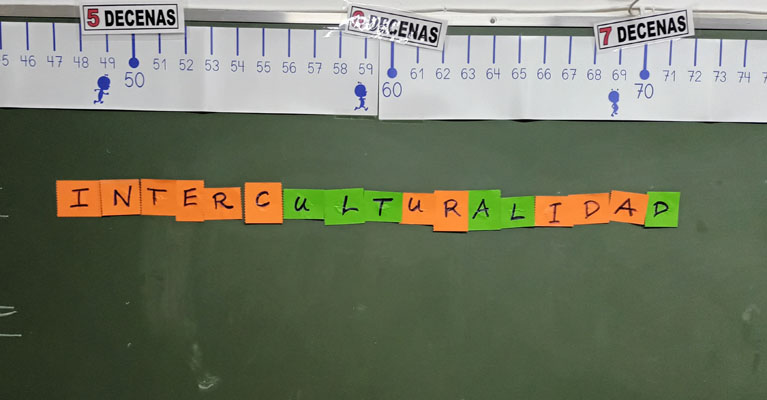 5 DECENAS
DECENAS
7 DECENAS
5 46 47 48 49 50 51 52 53 54 55 56 57 58 59 60 61 62 63 64 65 66 67 68 69 70 71 72 73 74
INTERCULTURALIDAD